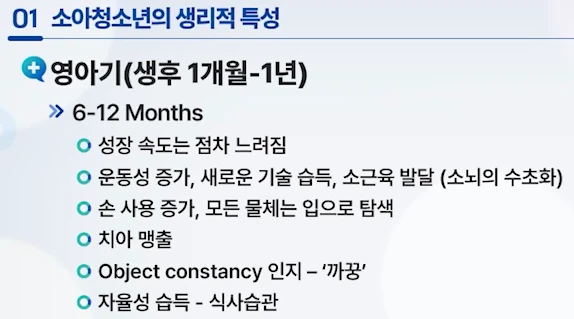 01 소아청소년의 생리적 특성
영아기(생후 1개월-1년)
6-12 Months
성장 속도는 점차 느려짐
운동성 증가, 새로운 기술 습득, 소근육 발달 (소뇌의 수초화)
손 사용 증가, 모든 물체는 입으로 탐색
치아 맹출
Object constancy 인지 – ‘까꿍’
자율성 습득 - 식사습관